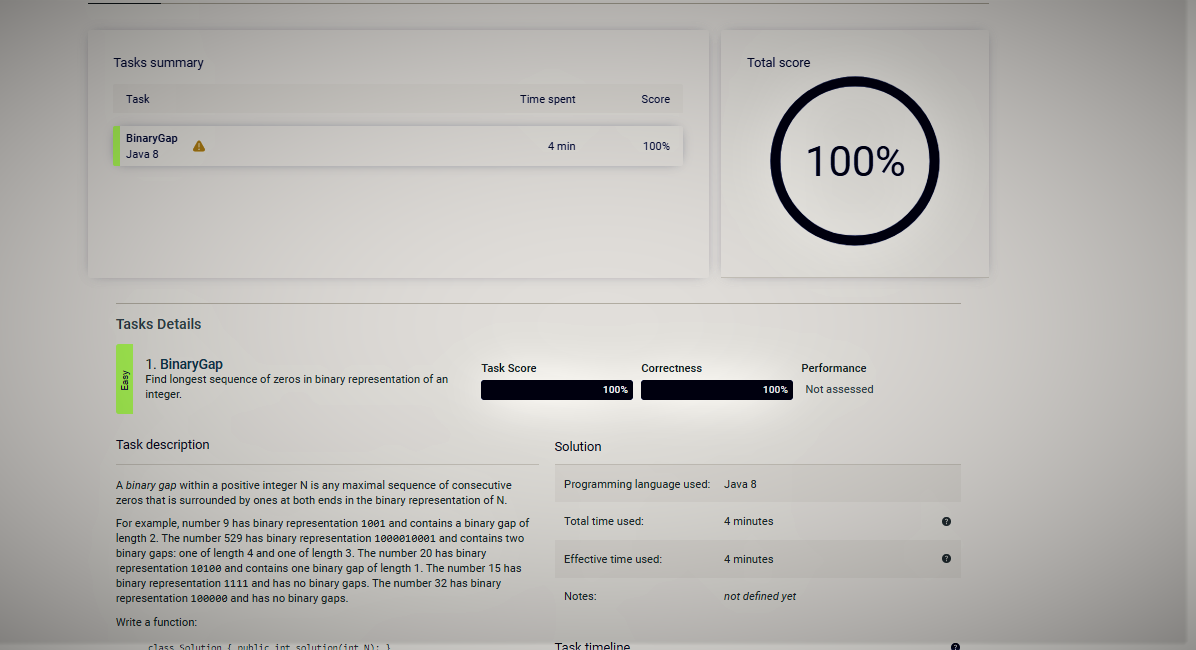 Tasks summary
Total score
Task Time spent Score
BinaryGap
Java 8
4 min 100%
100%
Tasks Details
Easy
1. BinaryGap
Find longest sequence of zeros in binary representation of an
integer.
Task Score Correctness Performance
100% 100% Not assessed
Task description
A binary gap within a positive integer N is any maximal sequence of consecutive
zeros that is surrounded by ones at both ends in the binary representation of N.
For example, number 9 has binary representation 1001 and contains a binary gap of
length 2. The number 529 has binary representation 1000010001 and contains two
binary gaps: one of length 4 and one of length 3. The number 20 has binary
representation 10100 and contains one binary gap of length 1. The number 15 has
binary representation 1111 and has no binary gaps. The number 32 has binary
representation 100000 and has no binary gaps.
Write a function:
class Solution { public int solution(int N); }
Solution
Programming language used: Java 8
Total time used: 4 minutes ?
Effective time used: 4 minutes ?
Notes: not defined yet
Task timeline ?